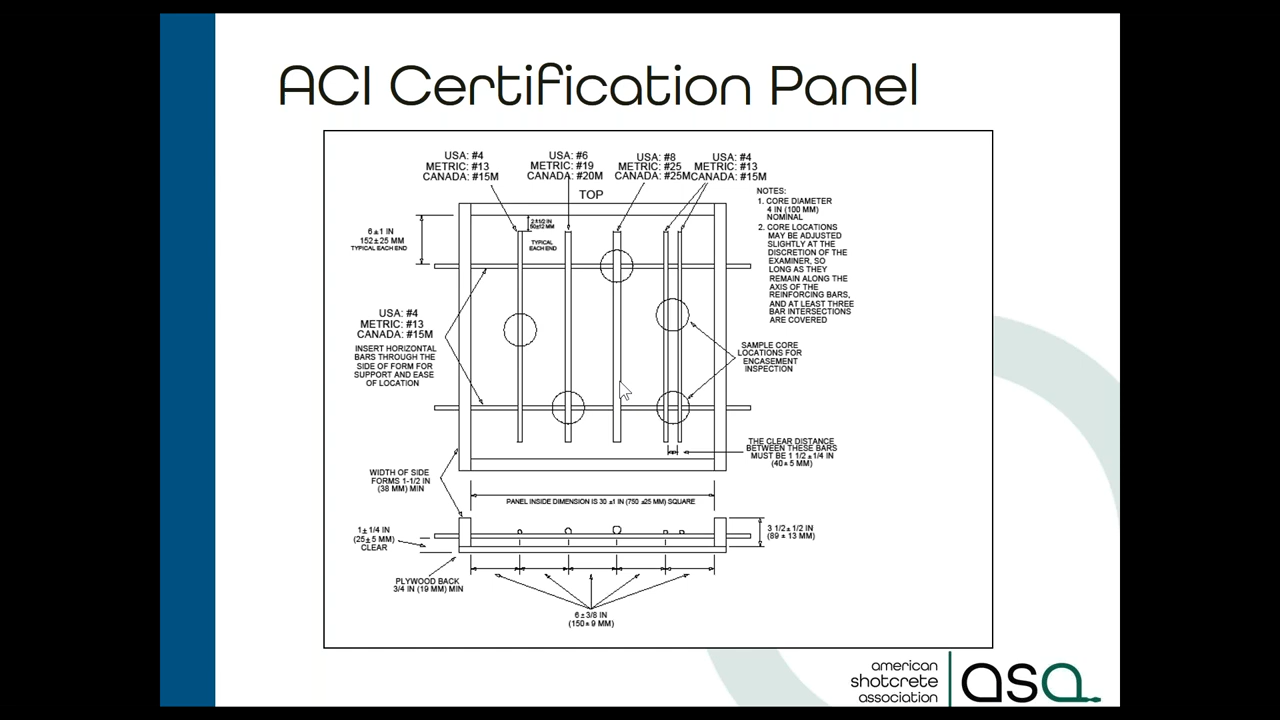 ACI Certification Panel
USA: #4
METRIC: #13
CANADA: #15M
USA: #6
METRIC: #19
CANADA: #20M
USA: #8
METRIC: #25
CANADA: #25M
USA: #4
METRIC: #13
CANADA: #15M
TOP
NOTES:
1. CORE DIAMETER
4 IN (100 MM)
NOMINAL
2. CORE LOCATIONS
MAY BE ADJUSTED
SLIGHTLY AT THE
DISCRETION OF THE
EXAMINER, SO
LONG AS THEY
REMAIN ALONG THE
AXIS OF THE
REINFORCING BARS,
AND AT LEAST THREE
BAR INTERSECTIONS
ARE COVERED
6±1 IN
152±25 MM
TYPICAL EACH END
2±1/2 IN
50±12 MM
TYPICAL
EACH END
USA: #4
METRIC: #13
CANADA: #15M
INSERT HORIZONTAL
BARS THROUGH THE
SIDE OF FORM FOR
SUPPORT AND EASE
OF LOCATION
SAMPLE CORE
LOCATIONS FOR
ENCASEMENT
INSPECTION
THE CLEAR DISTANCE
BETWEEN THESE BARS
MUST BE 1 1/2 ±1/4 IN
(40±5 MM)
WIDTH OF SIDE
FORMS 1-1/2 IN
(38 MM) MIN
PANEL INSIDE DIMENSION IS 30 ±1 IN (750 ±25 MM) SQUARE
1±1/4 IN
(25±5 MM)
CLEAR
3 1/2±1/2 IN
(89 ± 13 MM)
PLYWOOD BACK
3/4 IN (19 MM) MIN
6±3/8 IN
(150± 9 MM)
american
shotcrete
association
asa